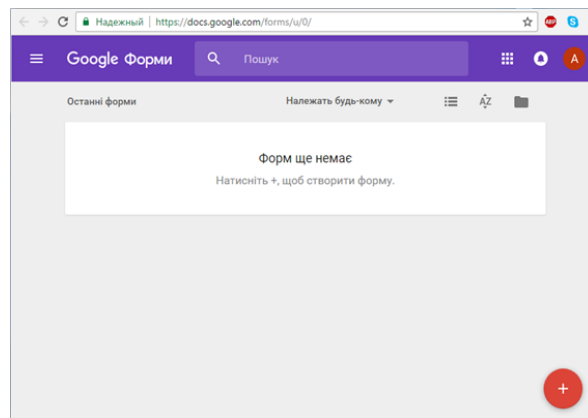 Надежный | https://docs.google.com/forms/u/0/
ABP
S
Google Форми
Пошук
A
Останні форми
Належать будь-кому
AZ
Форм ще немає
Натисніть +, щоб створити форму.
+